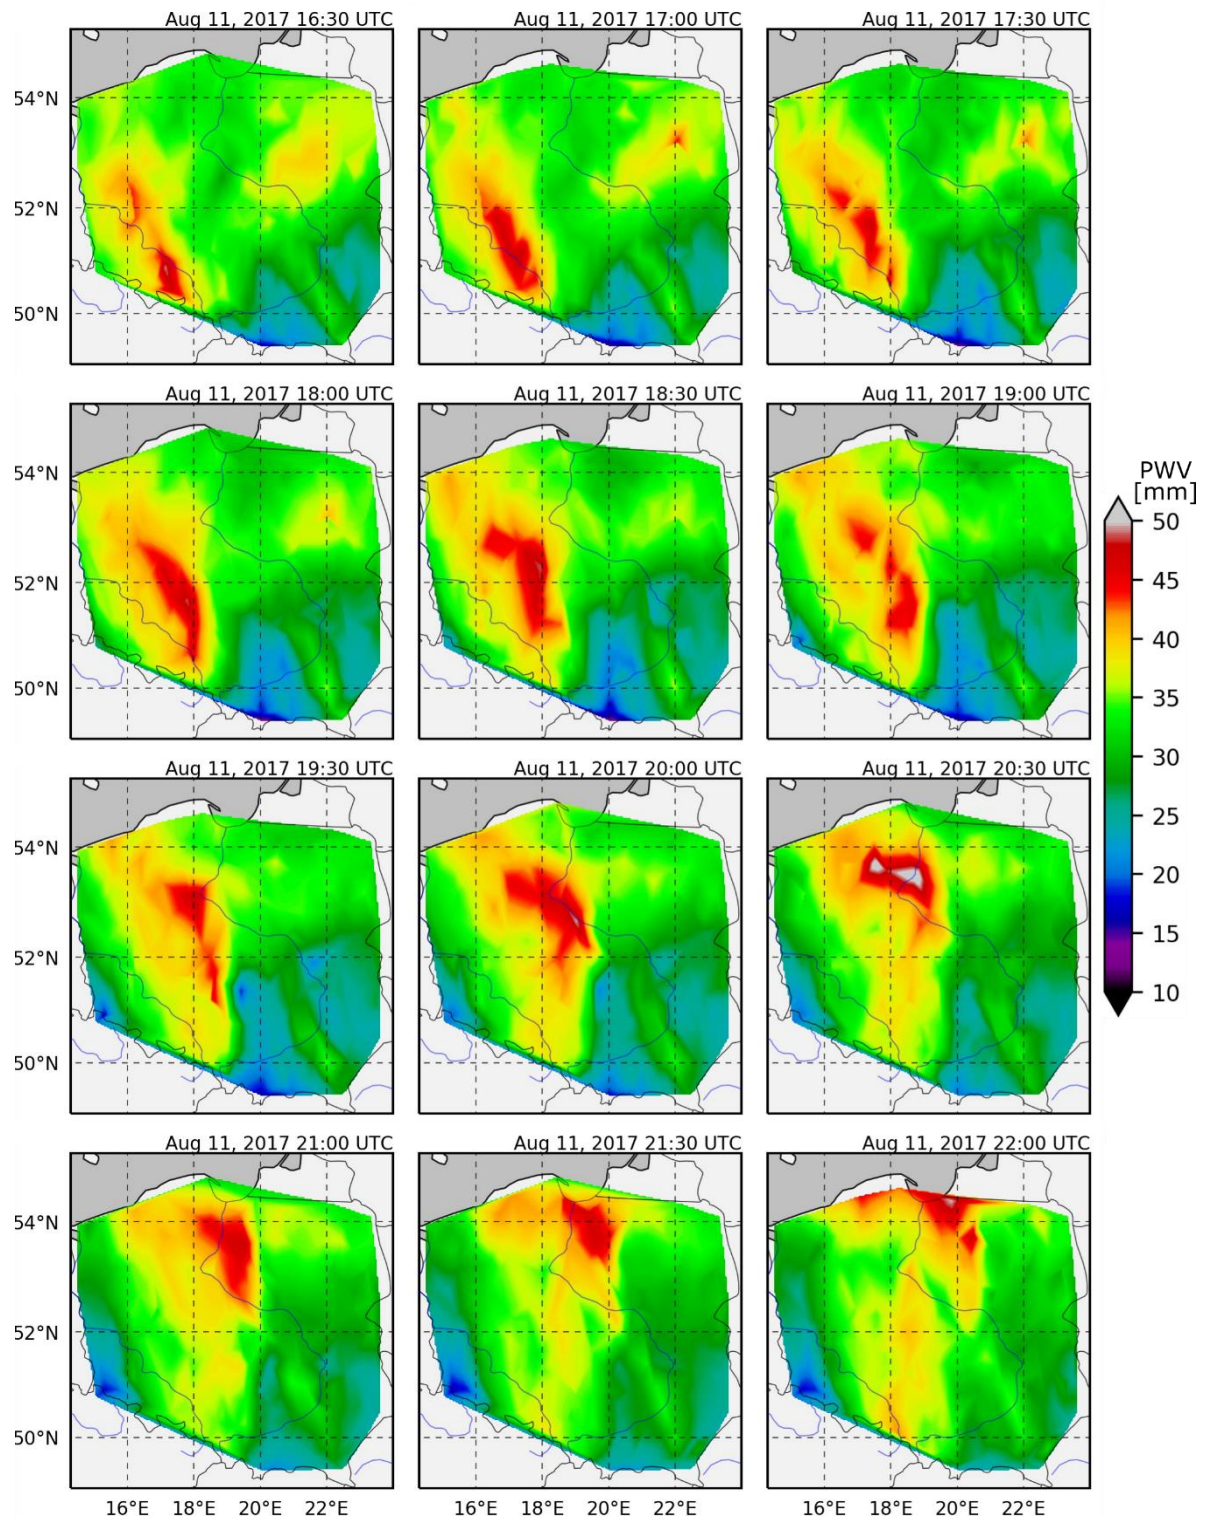 Aug 11, 2017 16:30 UTC
Aug 11, 2017 17:00 UTC
Aug 11, 2017 17:30 UTC
54°N
52°N
50°N
Aug 11, 2017 18:00 UTC
Aug 11, 2017 18:30 UTC
Aug 11, 2017 19:00 UTC
54°N
52°N
50°N
PWV
[mm]
50
45
40
35
30
25
20
15
10
Aug 11, 2017 19:30 UTC
Aug 11, 2017 20:00 UTC
Aug 11, 2017 20:30 UTC
54°N
52°N
50°N
Aug 11, 2017 21:00 UTC
Aug 11, 2017 21:30 UTC
Aug 11, 2017 22:00 UTC
54°N
52°N
50°N
16°E 18°E 20°E 22°E
16°E 18°E 20°E 22°E
16°E 18°E 20°E 22°E